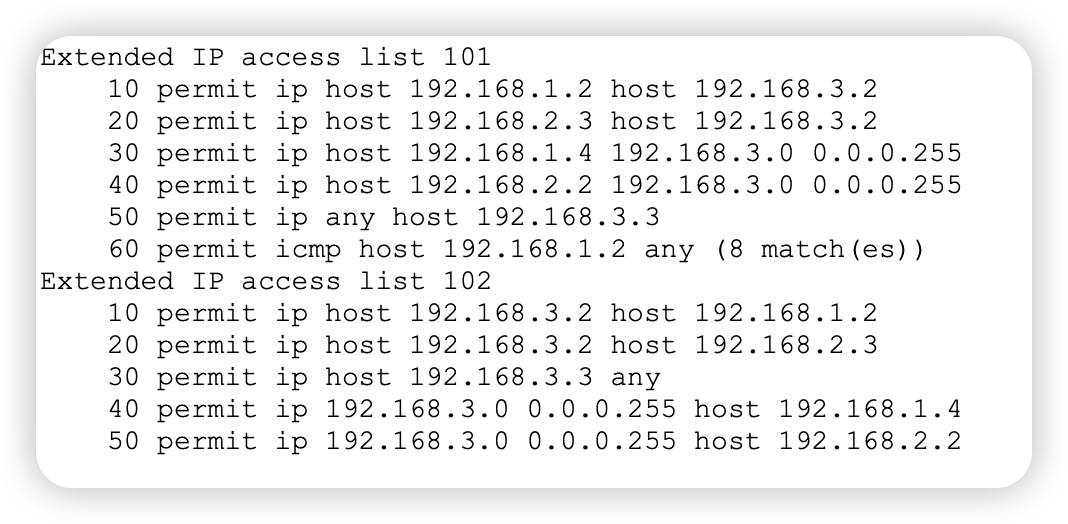 Extended IP access list 101
    10 permit ip host 192.168.1.2 host 192.168.3.2
    20 permit ip host 192.168.2.3 host 192.168.3.2
    30 permit ip host 192.168.1.4 192.168.3.0 0.0.0.255
    40 permit ip host 192.168.2.2 192.168.3.0 0.0.0.255
    50 permit ip any host 192.168.3.3
    60 permit icmp host 192.168.1.2 any (8 match(es))
Extended IP access list 102
    10 permit ip host 192.168.3.2 host 192.168.1.2
    20 permit ip host 192.168.3.2 host 192.168.2.3
    30 permit ip host 192.168.3.3 any
    40 permit ip 192.168.3.0 0.0.0.255 host 192.168.1.4
    50 permit ip 192.168.3.0 0.0.0.255 host 192.168.2.2